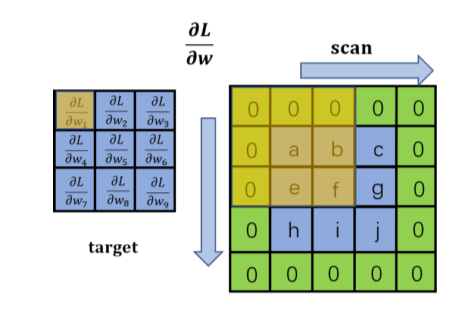 ∂L
∂w
scan
∂L/∂w₁ ∂L/∂w₂ ∂L/∂w₃
∂L/∂w₄ ∂L/∂w₅ ∂L/∂w₆
∂L/∂w₇ ∂L/∂w₈ ∂L/∂w₉
target
0 0 0 0 0
0 a b c 0
0 e f g 0
0 h i j 0
0 0 0 0 0